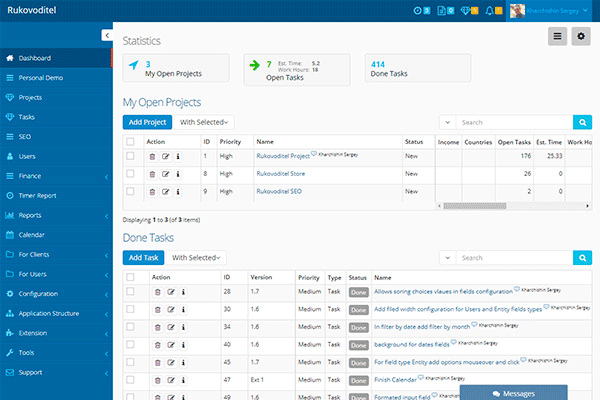 Rukovoditel
3
0
1
1
Kharchishin Sergey
Dashboard
Personal Demo
Projects
Tasks
SEO
Users
Finance
Timer Report
Reports
Calendar
For Clients
For Users
Configuration
Application Structure
Extension
Tools
Support
Statistics
3
My Open Projects
7
Est. Time: 5.2
Work Hours: 18
Open Tasks
414
Done Tasks
My Open Projects
Add Project
With Selected
Search
Action ID Priority Name Status Income Countries Open Tasks Est. Time Work Ho
1 High Rukovoditel Project Kharchishin Sergey New 176 25.33
8 High Rukovoditel Store New 26 0
9 High Rukovoditel SEO New 2 0
Displaying 1 to 3 (of 3 items)
Done Tasks
Add Task
With Selected
Search
Action ID Version Priority Type Status Name
28 1.7 Medium Task Done Allows soring choices vlaues in fields configuration Kharchishin Sergey
30 1.6 Medium Task Done Add filed width configuration for Users and Entity fields types Kharchishin Sergey
34 1.6 Medium Task Done In filter by date add filter by month Kharchishin Sergey
40 1.6 Medium Task Done background for dates fields Kharchishin Sergey
45 1.7 Medium Task Done For field type Entity add options mouseover and click Kharchishin Sergey
47 Ext 1 Medium Task Done Finish Calendar Kharchishin Sergey
49 1.6 Medium Task Done Formated input field Kharchishin Sergey
Messages